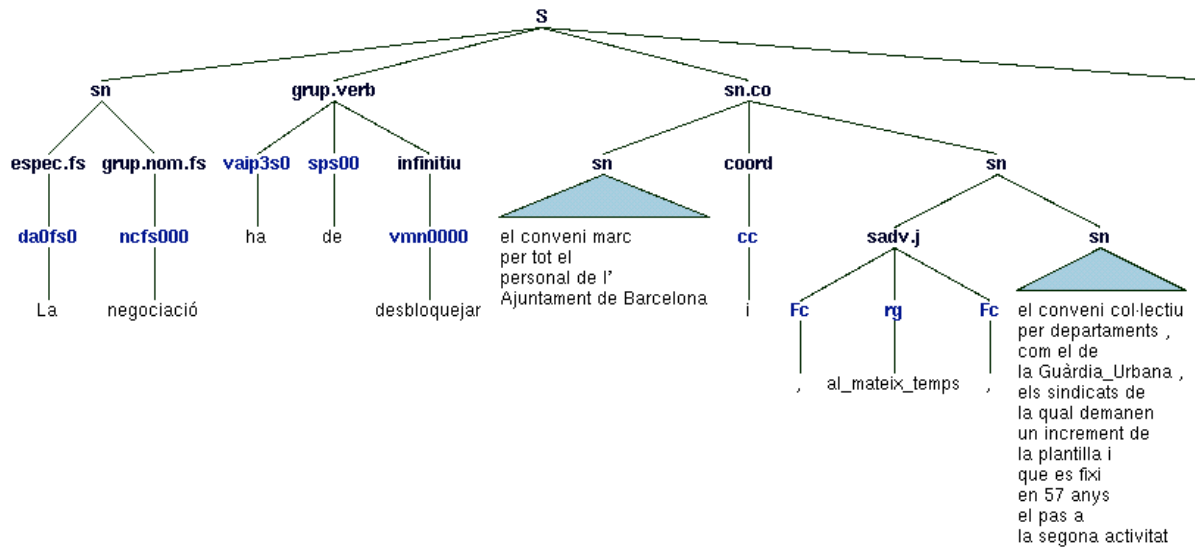 S
sn grup.verb sn.co
espec.fs grup.nom.fs vaip3s0 sps00 infinitiu sn coord sn
da0fs0 ncfs000 ha de vmn0000 cc sadv.j sn
el conveni marc
per tot el
personal de l'
Ajuntament de Barcelona
La negociació desbloquejar i Fc rg Fc
, al_mateix_temps ,
el conveni col·lectiu
per departaments ,
com el de
la Guàrdia_Urbana ,
els sindicats de
la qual demanen
un increment de
la plantilla i
que es fixi
en 57 anys
el pas a
la segona activitat